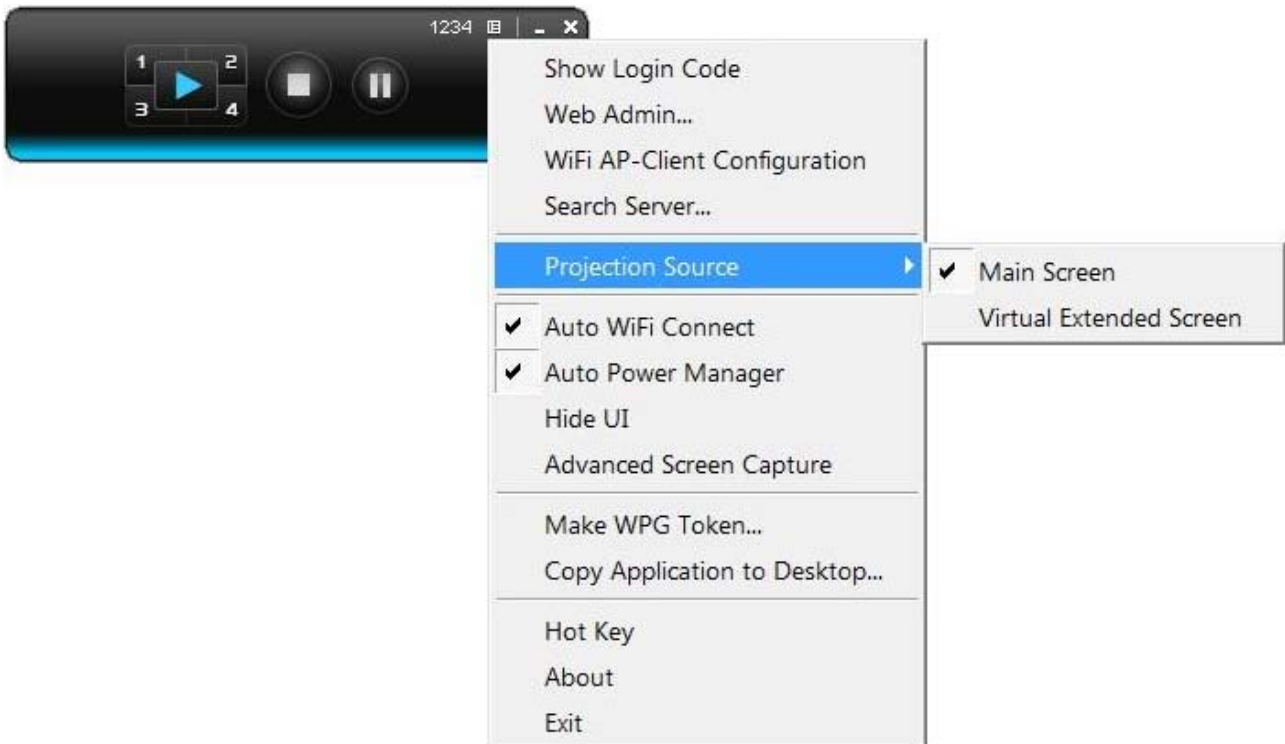 1234
1 2
3 4
Show Login Code
Web Admin...
WiFi AP-Client Configuration
Search Server...
Projection Source
Main Screen
Virtual Extended Screen
Auto WiFi Connect
Auto Power Manager
Hide UI
Advanced Screen Capture
Make WPG Token...
Copy Application to Desktop...
Hot Key
About
Exit